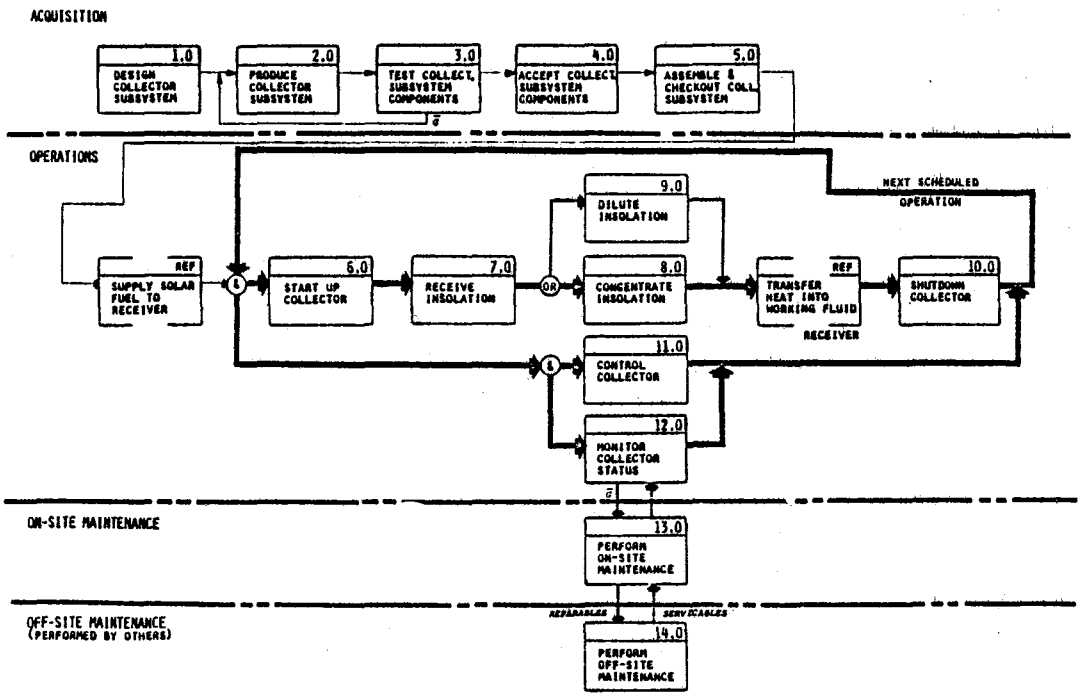 ACQUISITION
1.0
DESIGN
COLLECTOR
SUBSYSTEM
2.0
PRODUCE
COLLECTOR
SUBSYSTEM
3.0
TEST COLLECT.
SUBSYSTEM
COMPONENTS
4.0
ACCEPT COLLECT.
SUBSYSTEM
COMPONENTS
5.0
ASSEMBLE &
CHECKOUT COLL.
SUBSYSTEM
OPERATIONS
NEXT SCHEDULED
OPERATION
9.0
DILUTE
INSOLATION
REF
SUPPLY SOLAR
FUEL TO
RECEIVER
&
6.0
START UP
COLLECTOR
7.0
RECEIVE
INSOLATION
OR
8.0
CONCENTRATE
INSOLATION
REF
TRANSFER
HEAT INTO
WORKING FLUID
RECEIVER
10.0
SHUTDOWN
COLLECTOR
&
11.0
CONTROL
COLLECTOR
12.0
MONITOR
COLLECTOR
STATUS
ON-SITE MAINTENANCE
13.0
PERFORM
ON-SITE
MAINTENANCE
REPARABLES
SERVICABLES
OFF-SITE MAINTENANCE
(PERFORMED BY OTHERS)
14.0
PERFORM
OFF-SITE
MAINTENANCE